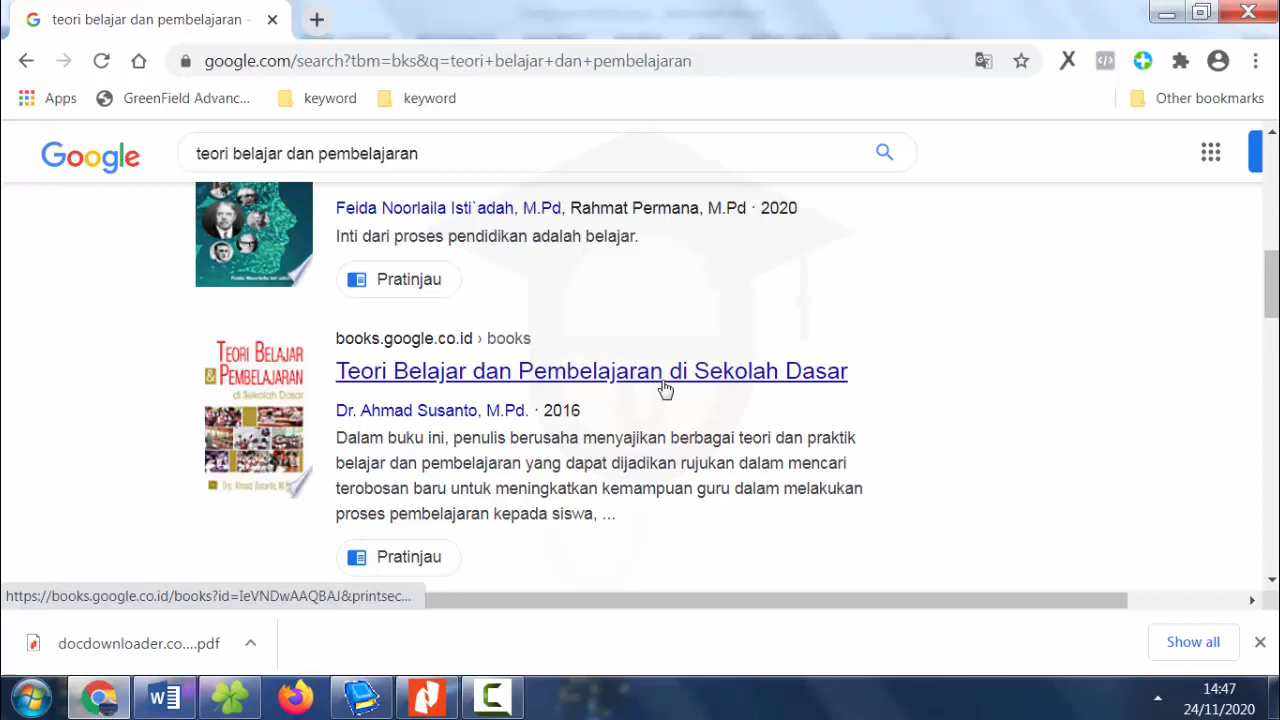 teori belajar dan pembelajaran -
google.com/search?tbm=bks&q=teori+belajar+dan+pembelajaran
Apps
GreenField Advanc...
keyword
keyword
Other bookmarks
Google
teori belajar dan pembelajaran
Feida Noorlaila Isti`adah, M.Pd, Rahmat Permana, M.Pd · 2020
Inti dari proses pendidikan adalah belajar.
Pratinjau
books.google.co.id › books
Teori Belajar dan Pembelajaran di Sekolah Dasar
Dr. Ahmad Susanto, M.Pd. · 2016
Dalam buku ini, penulis berusaha menyajikan berbagai teori dan praktik
belajar dan pembelajaran yang dapat dijadikan rujukan dalam mencari
terobosan baru untuk meningkatkan kemampuan guru dalam melakukan
proses pembelajaran kepada siswa, ...
Pratinjau
TEORI BELAJAR
& PEMBELAJARAN
di Sekolah Dasar
https://books.google.co.id/books?id=IeVNDwAAQBAJ&printsec...
docdownloader.co....pdf
Show all
14:47
24/11/2020